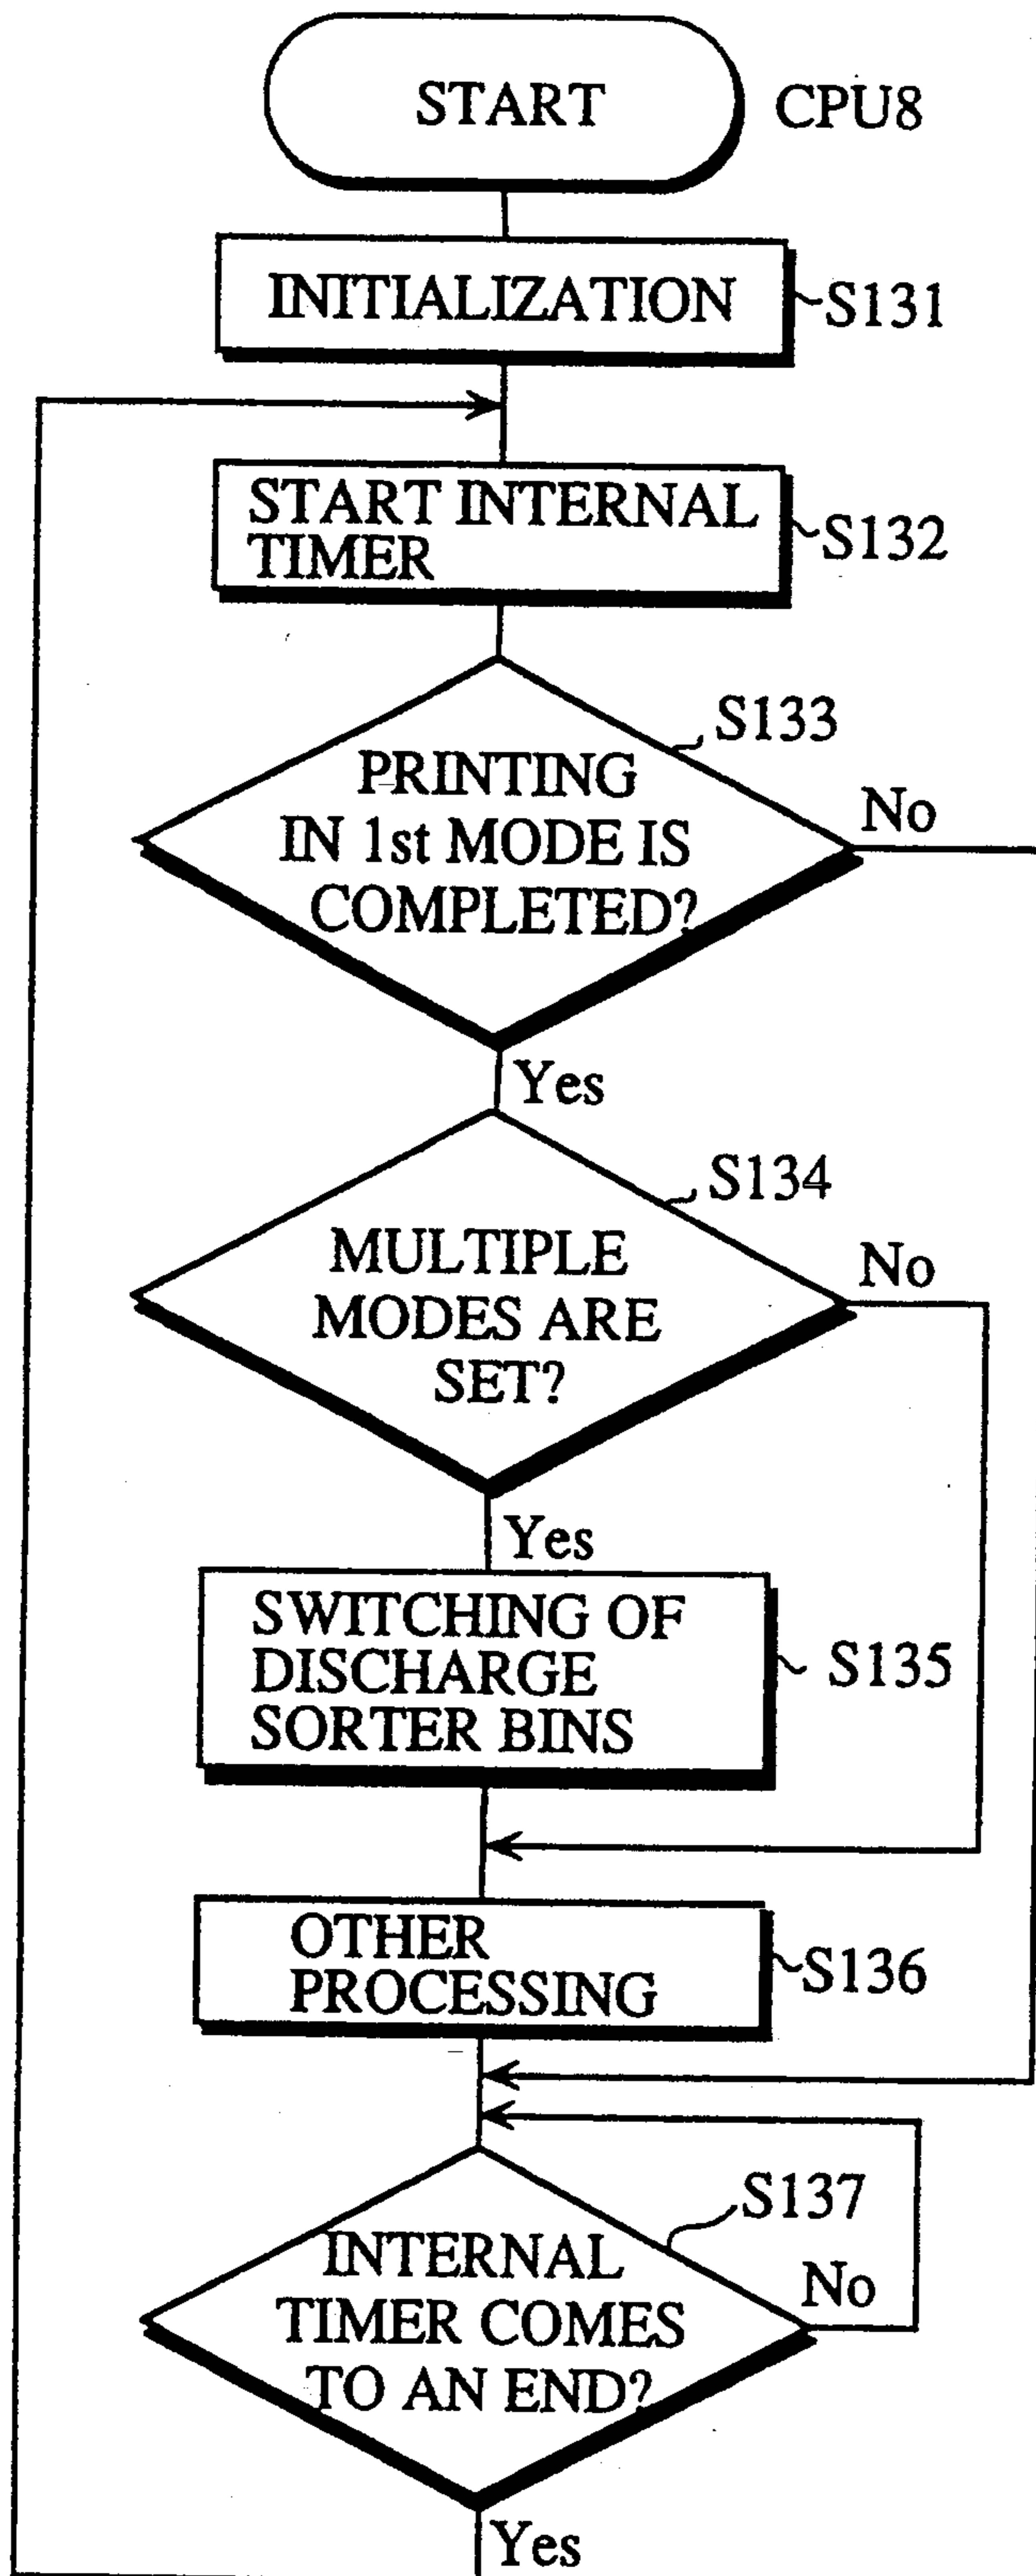 START
CPU8
INITIALIZATION
S131
START INTERNAL
TIMER
S132
S133
PRINTING
IN 1st MODE IS
COMPLETED?
No
Yes
S134
MULTIPLE
MODES ARE
SET?
No
Yes
SWITCHING OF
DISCHARGE
SORTER BINS
S135
OTHER
PROCESSING
S136
S137
INTERNAL
TIMER COMES
TO AN END?
No
Yes